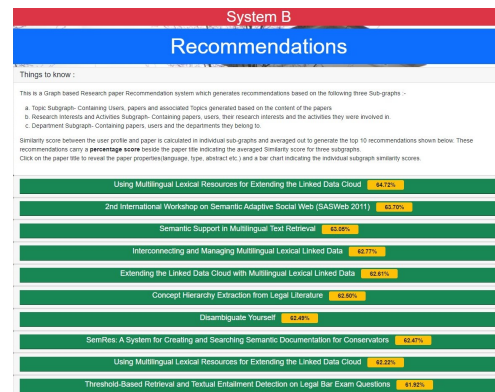 System B
Recommendations
Things to know :
This is a Graph based Research paper Recommendation system which generates recommendations based on the following three Sub-graphs :-
a. Topic Subgraph- Containing Users, papers and associated Topics generated based on the content of the papers
b. Research Interests and Activities Subgraph- Containing papers, users, their research interests and the activities they were involved in.
c. Department Subgraph- Containing papers, users and the departments they belong to.
Similarity score between the user profile and paper is calculated in individual sub-graphs and averaged out to generate the top 10 recommendations shown below. These
recommendations carry a percentage score beside the paper title indicating the averaged Similarity score for three subgraphs.
Click on the paper title to reveal the paper properties(language, type, abstract etc.) and a bar chart indicating the individual subgraph similarity scores.
Using Multilingual Lexical Resources for Extending the Linked Data Cloud 64.72%
2nd International Workshop on Semantic Adaptive Social Web (SASWeb 2011) 63.70%
Semantic Support in Multilingual Text Retrieval 63.05%
Interconnecting and Managing Multilingual Lexical Linked Data 62.77%
Extending the Linked Data Cloud with Multilingual Lexical Linked Data 62.61%
Concept Hierarchy Extraction from Legal Literature 62.60%
Disambiguate Yourself 62.49%
SemRes: A System for Creating and Searching Semantic Documentation for Conservators 62.47%
Using Multilingual Lexical Resources for Extending the Linked Data Cloud 62.22%
Threshold-Based Retrieval and Textual Entailment Detection on Legal Bar Exam Questions 61.92%